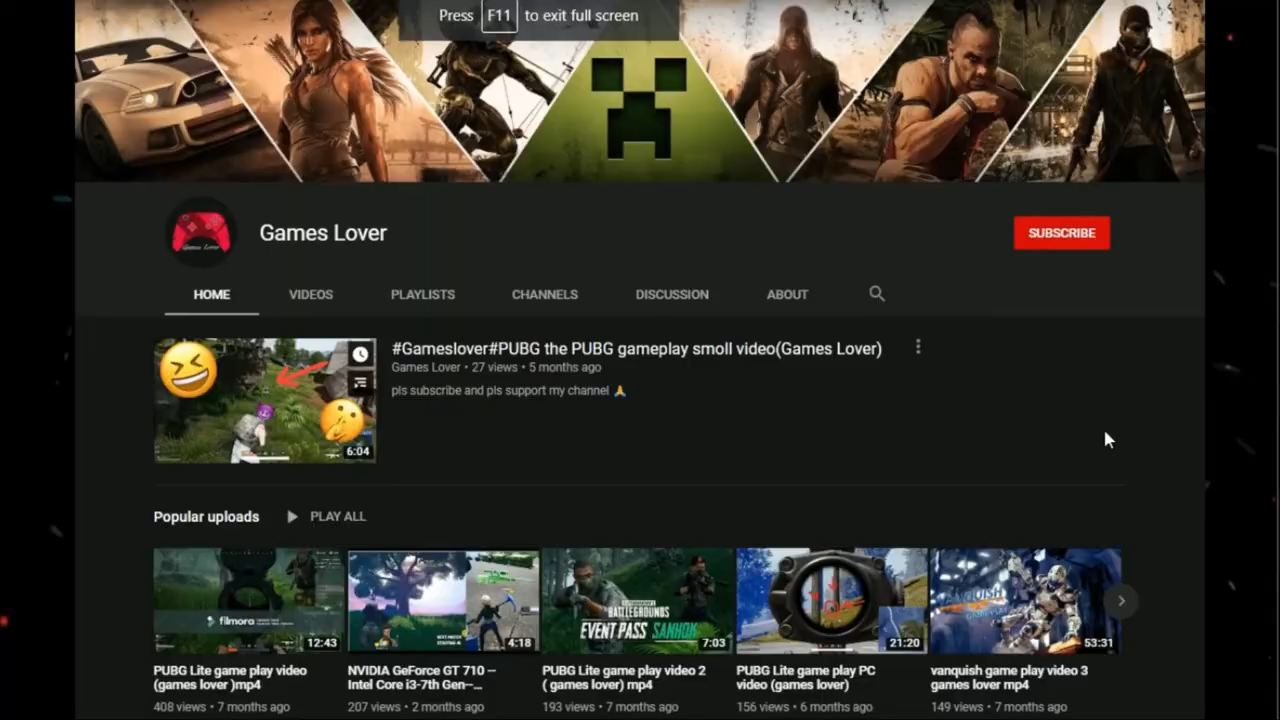 Press F11 to exit full screen
Games Lover
Games Lover
SUBSCRIBE
HOME VIDEOS PLAYLISTS CHANNELS DISCUSSION ABOUT
#Gameslover#PUBG the PUBG gameplay smoll video(Games Lover)
Games Lover • 27 views • 5 months ago
pls subscribe and pls support my channel 🙏
6:04
Popular uploads PLAY ALL
filmora
12:43
4:18
BATTLEGROUNDS
EVENT PASS SANHOK
7:03
21:20
VANQUISH
53:31
PUBG Lite game play video
(games lover )mp4
408 views • 7 months ago
NVIDIA GeForce GT 710 --
Intel Core i3-7th Gen--...
207 views • 2 months ago
PUBG Lite game play video 2
( games lover) mp4
193 views • 7 months ago
PUBG Lite game play PC
video (games lover)
156 views • 6 months ago
vanquish game play video 3
games lover mp4
149 views • 7 months ago